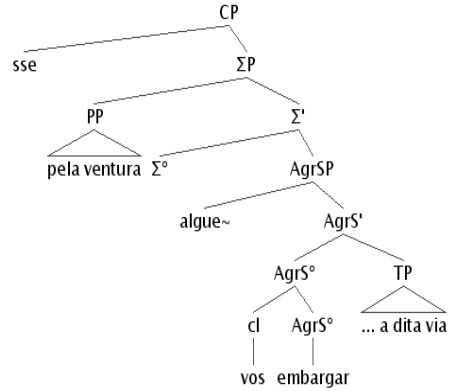 CP
sse ΣP
PP Σ'
pela ventura Σ° AgrSP
algue~ AgrS'
AgrS° TP
cl AgrS° ... a dita via
vos embargar